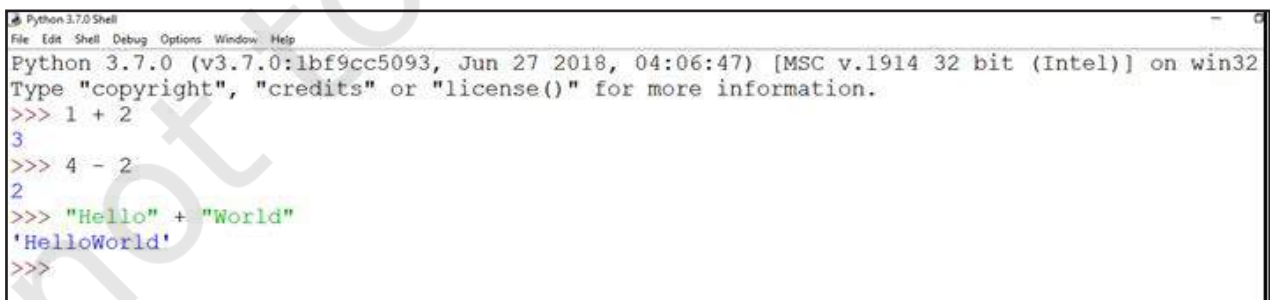 Python 3.7.0 Shell
File Edit Shell Debug Options Window Help
Python 3.7.0 (v3.7.0:1bf9cc5093, Jun 27 2018, 04:06:47) [MSC v.1914 32 bit (Intel)] on win32
Type "copyright", "credits" or "license()" for more information.
>>> 1 + 2
3
>>> 4 - 2
2
>>> "Hello" + "World"
'HelloWorld'
>>>
not to